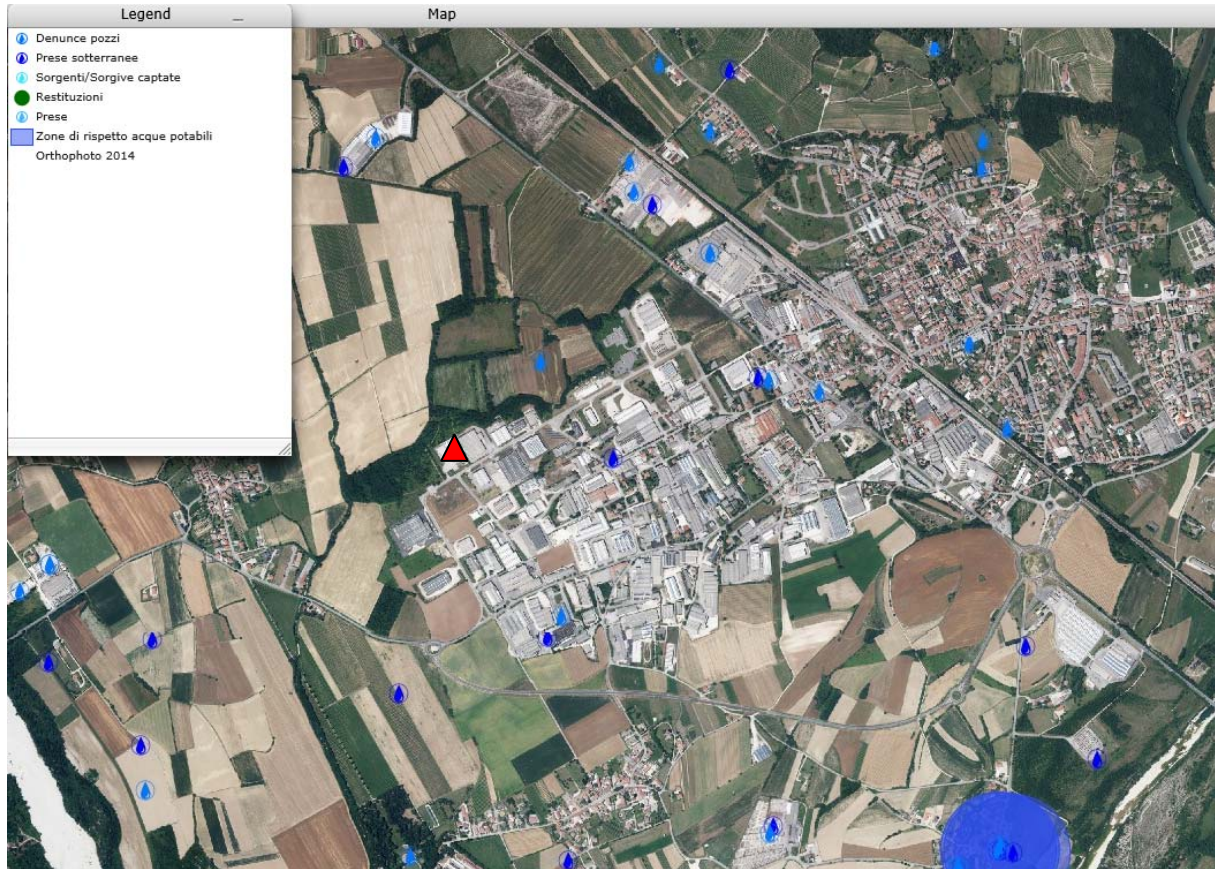 Legend
Map
Denunce pozzi
Prese sotterranee
Sorgenti/Sorgive captate
Restituzioni
Prese
Zone di rispetto acque potabili
Orthophoto 2014